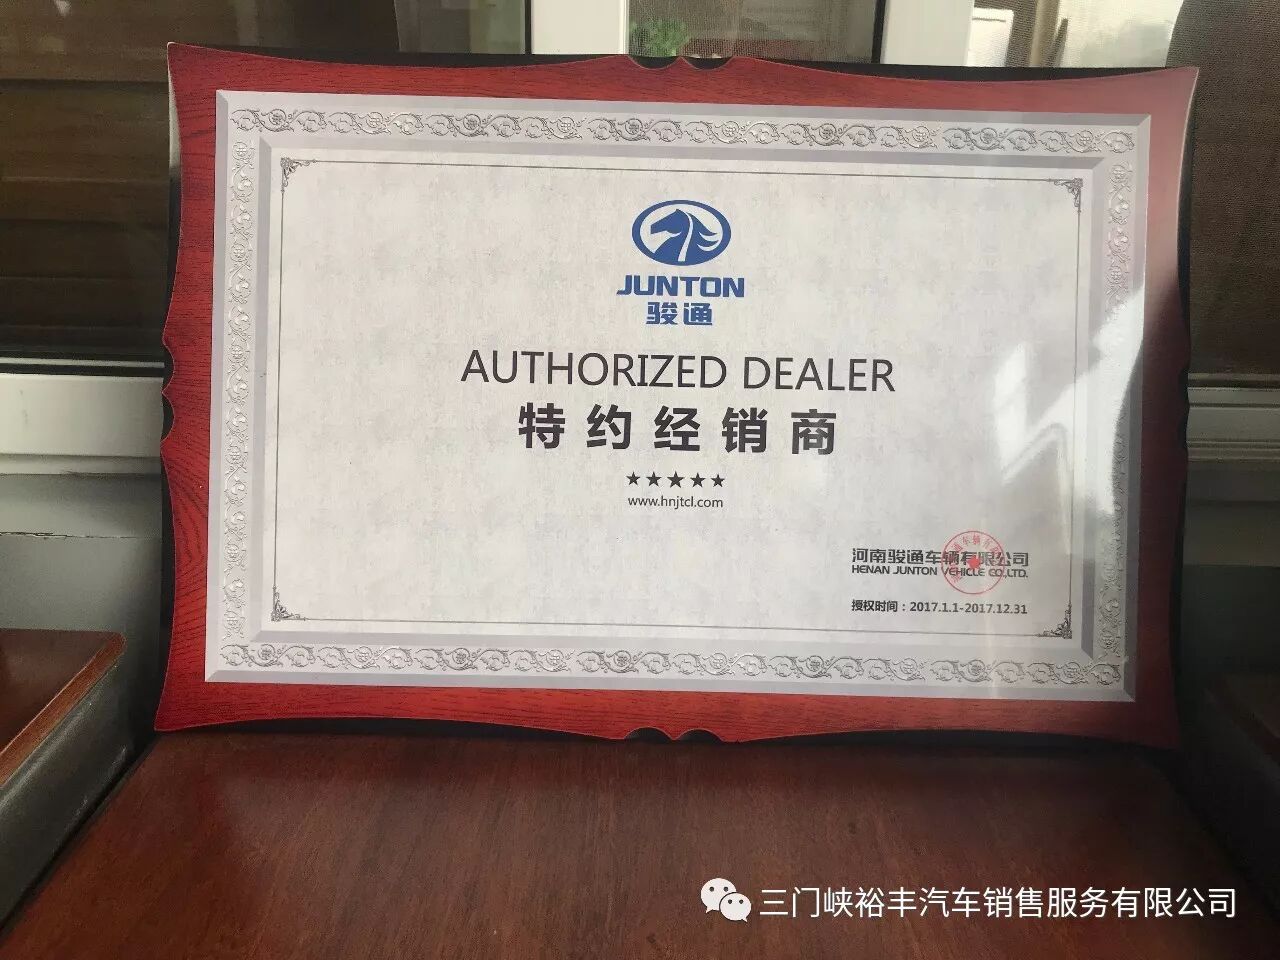 JUNTON
骏通
AUTHORIZED DEALER
特约经销商
★★★★★
www.hnjtcl.com
河南骏通车辆有限公司
HENAN JUNTON VEHICLE CO.,LTD.
授权时间：2017.1.1-2017.12.31
三门峡裕丰汽车销售服务有限公司